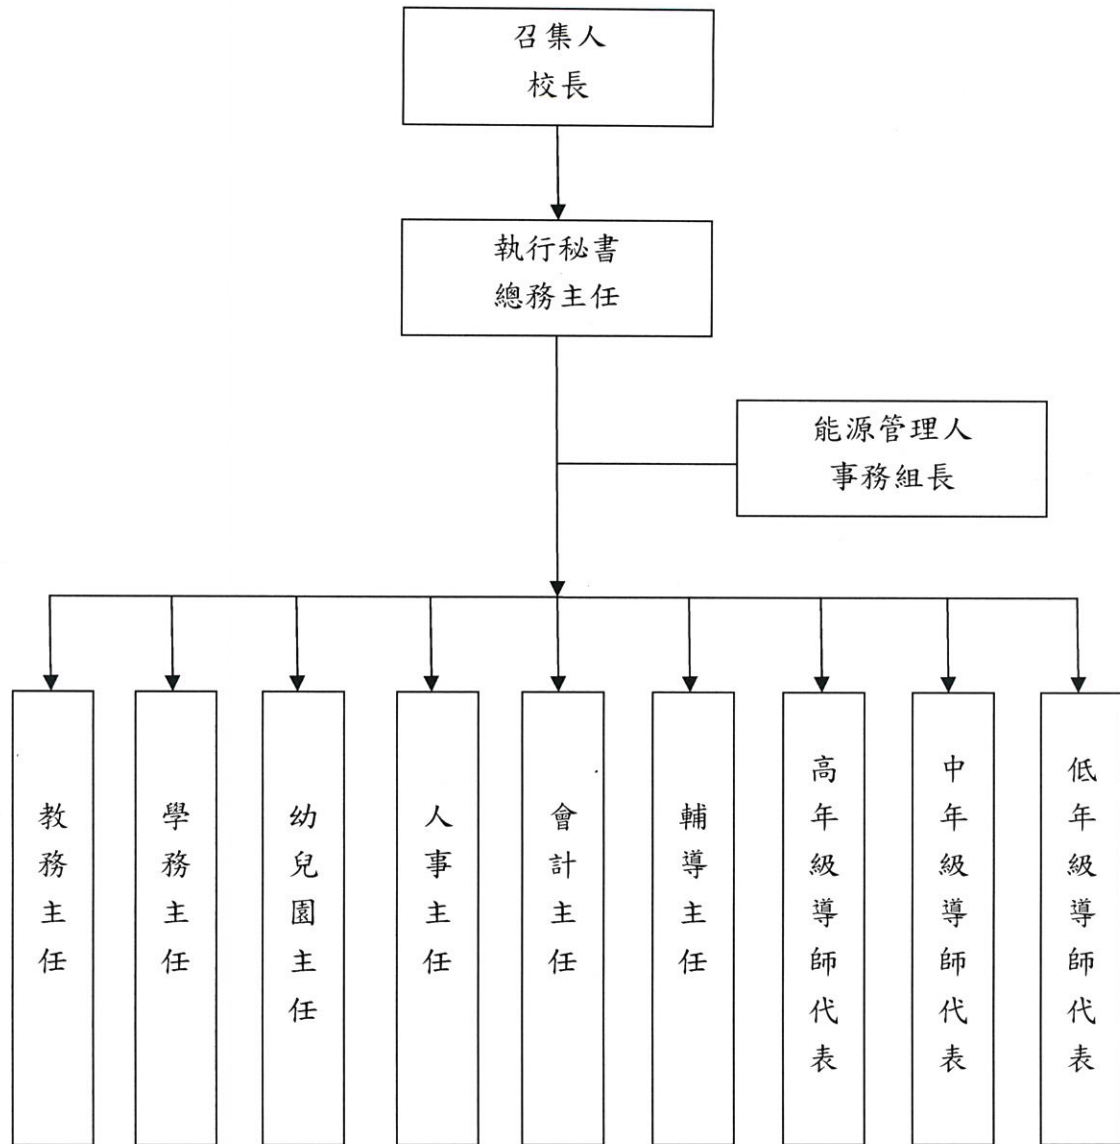 召集人
校長
執行秘書
總務主任
能源管理人
事務組長
教務主任
學務主任
幼兒園主任
人事主任
會計主任
輔導主任
高年級導師代表
中年級導師代表
低年級導師代表